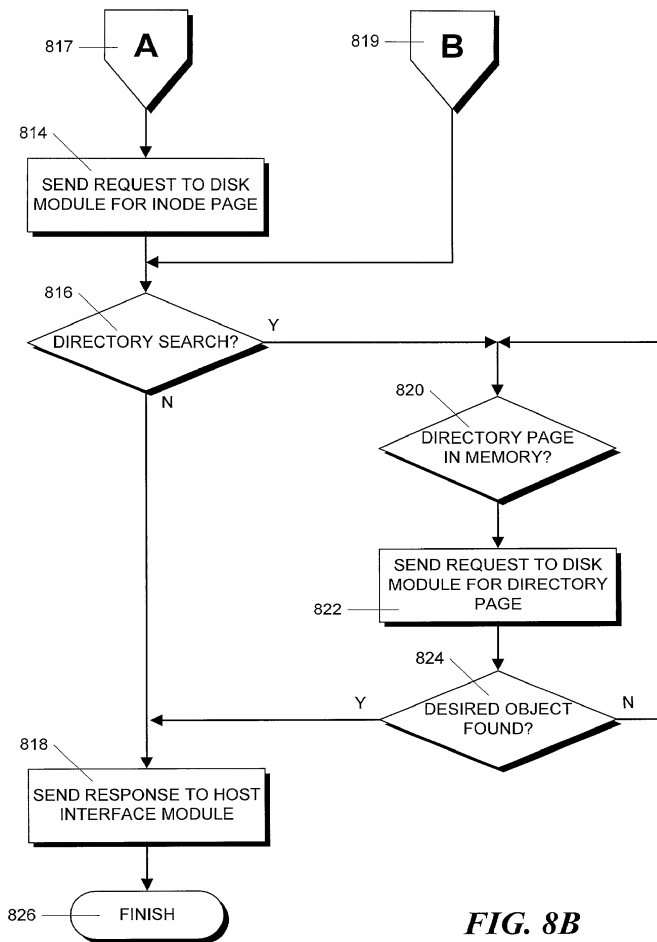 817
A
819
B
814
SEND REQUEST TO DISK
MODULE FOR INODE PAGE
816
DIRECTORY SEARCH?
Y
N
820
DIRECTORY PAGE
IN MEMORY?
SEND REQUEST TO DISK
MODULE FOR DIRECTORY
PAGE
822
824
DESIRED OBJECT
FOUND?
Y
N
818
SEND RESPONSE TO HOST
INTERFACE MODULE
826
FINISH
FIG. 8B